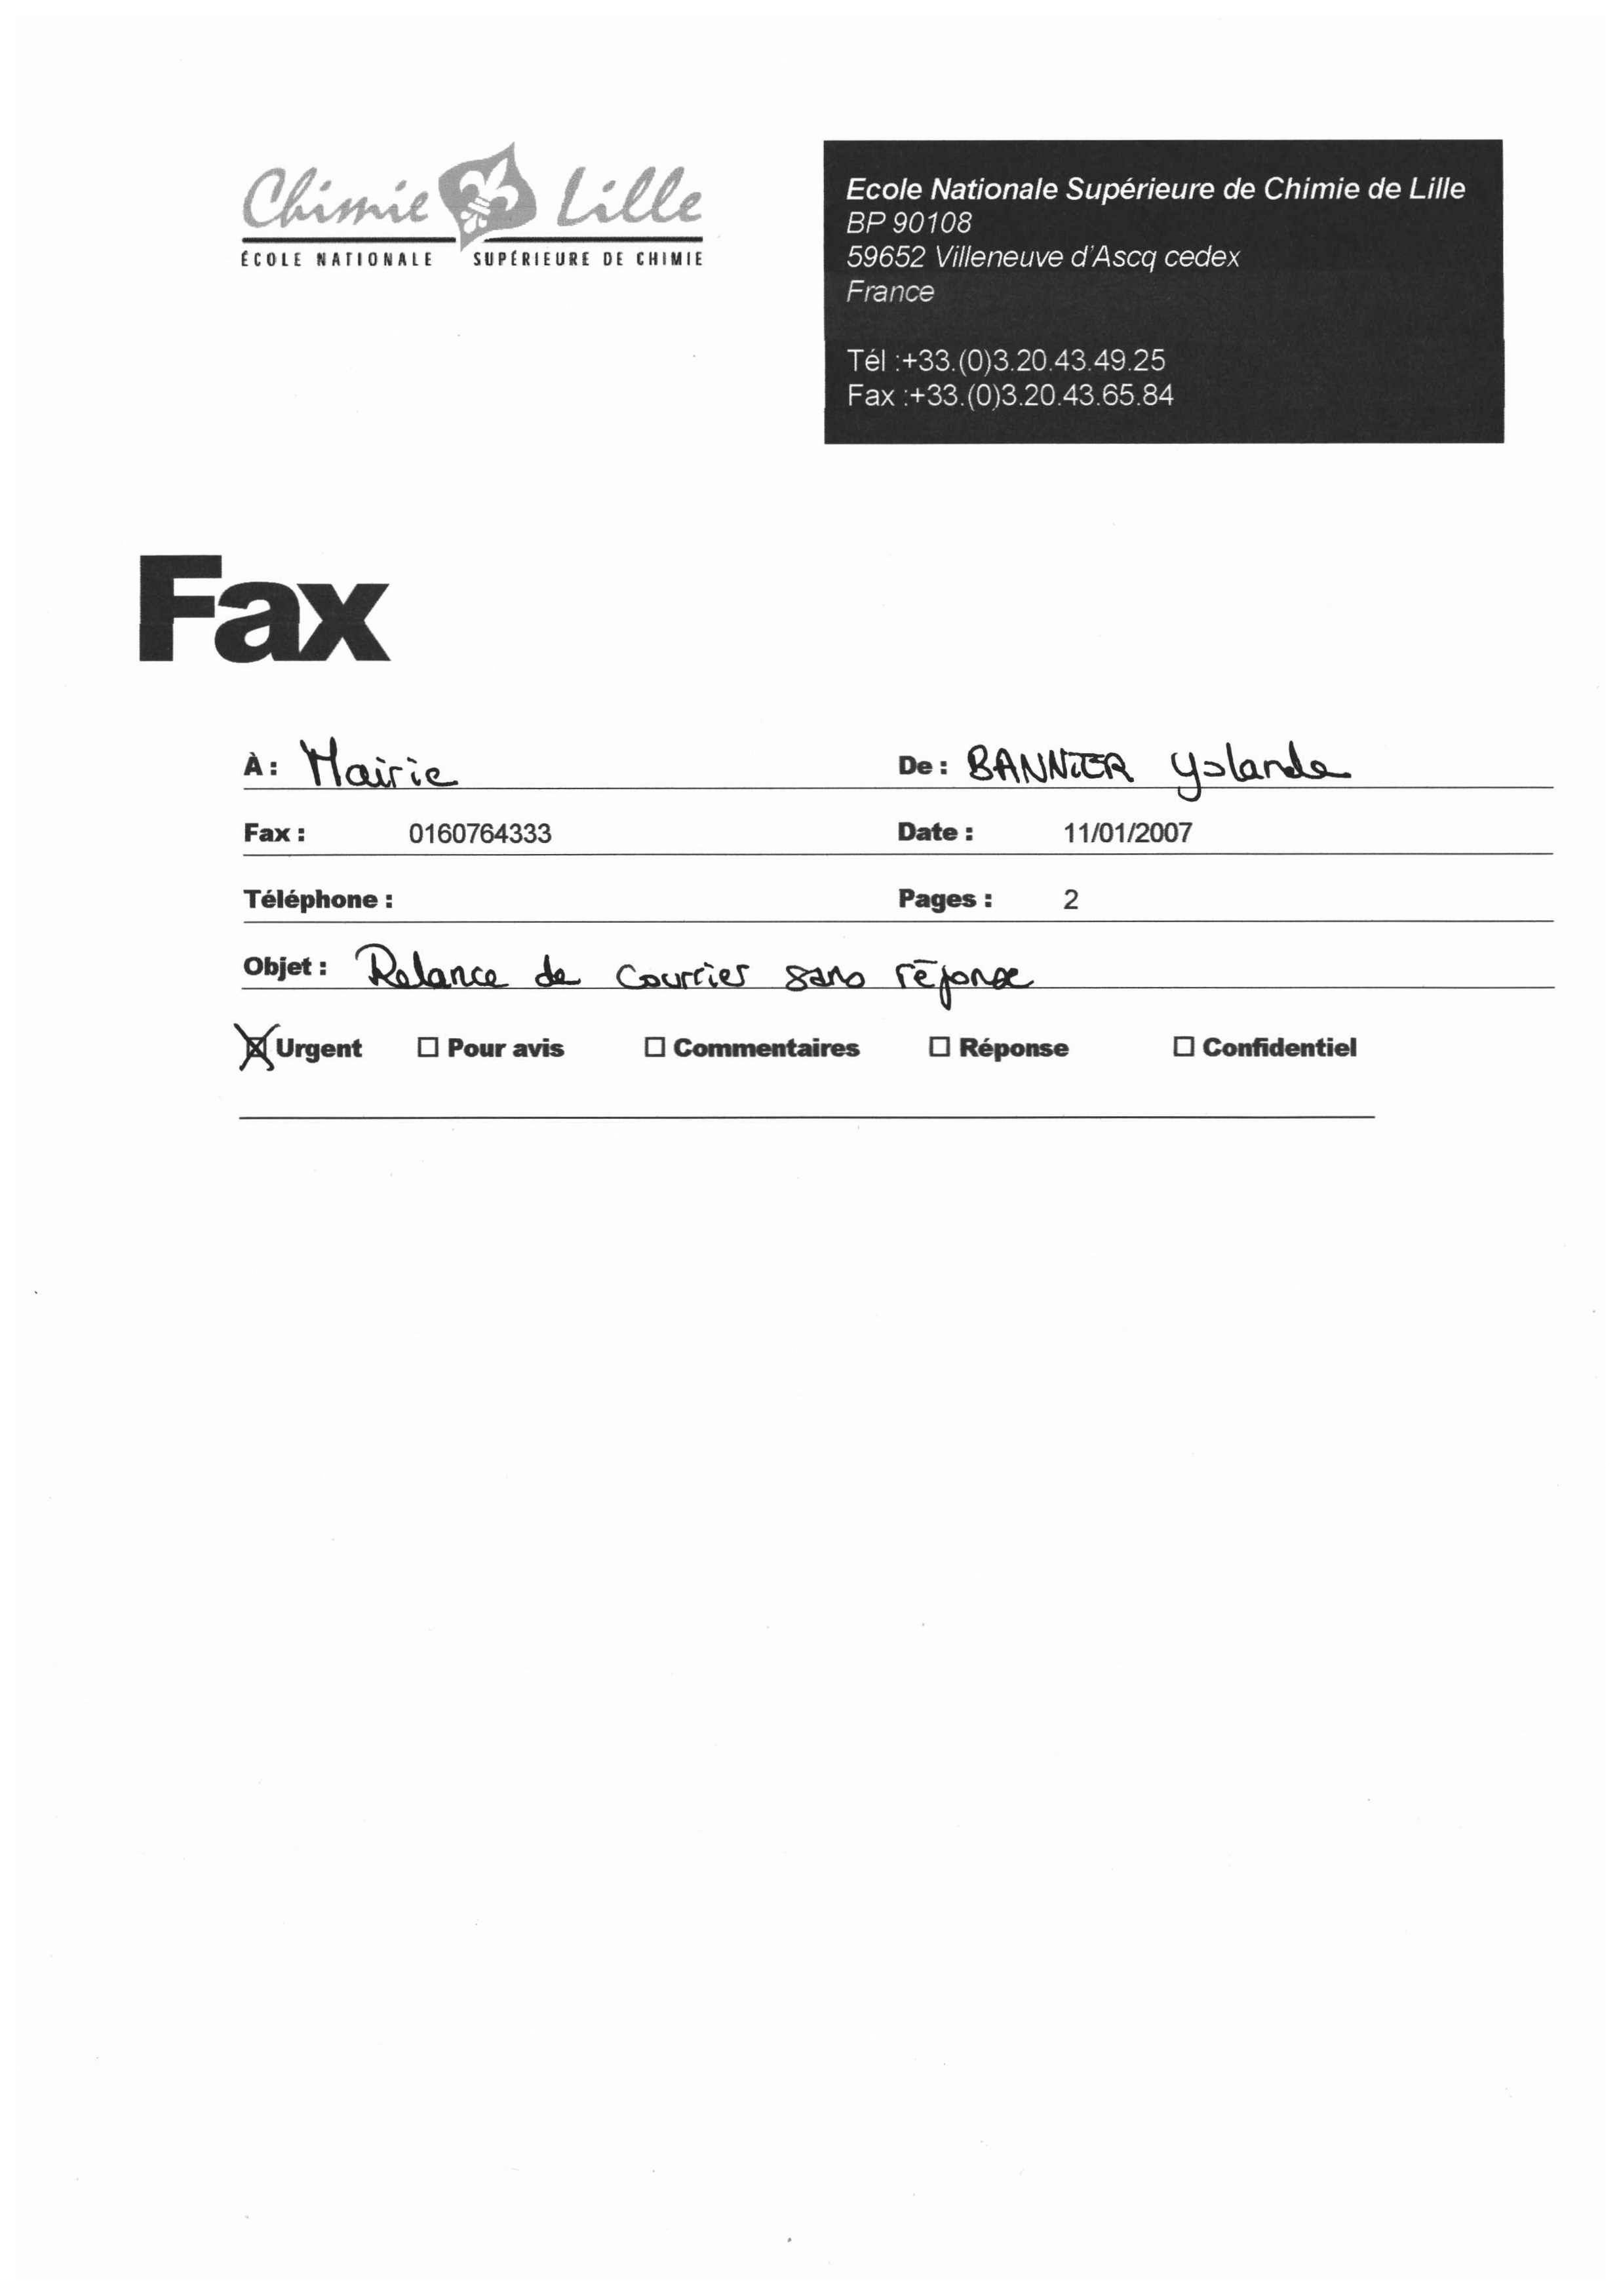 Chimie Lille
ÉCOLE NATIONALE SUPÉRIEURE DE CHIMIE
Ecole Nationale Supérieure de Chimie de Lille
BP 90108
59652 Villeneuve d'Ascq cedex
France
Tél :+33.(0)3.20.43.49.25
Fax :+33.(0)3.20.43.65.84
Fax
À : Mairie De : BANNIER Yolande
Fax : 0160764333 Date : 11/01/2007
Téléphone : Pages : 2
Objet : Relance de courrier sans réponse
☒ Urgent ☐ Pour avis ☐ Commentaires ☐ Réponse ☐ Confidentiel